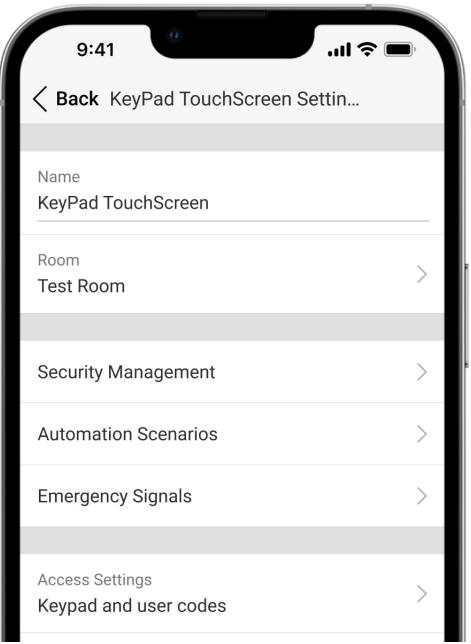 9:41
Back KeyPad TouchScreen Settin...
Name
KeyPad TouchScreen
Room
Test Room
Security Management
Automation Scenarios
Emergency Signals
Access Settings
Keypad and user codes